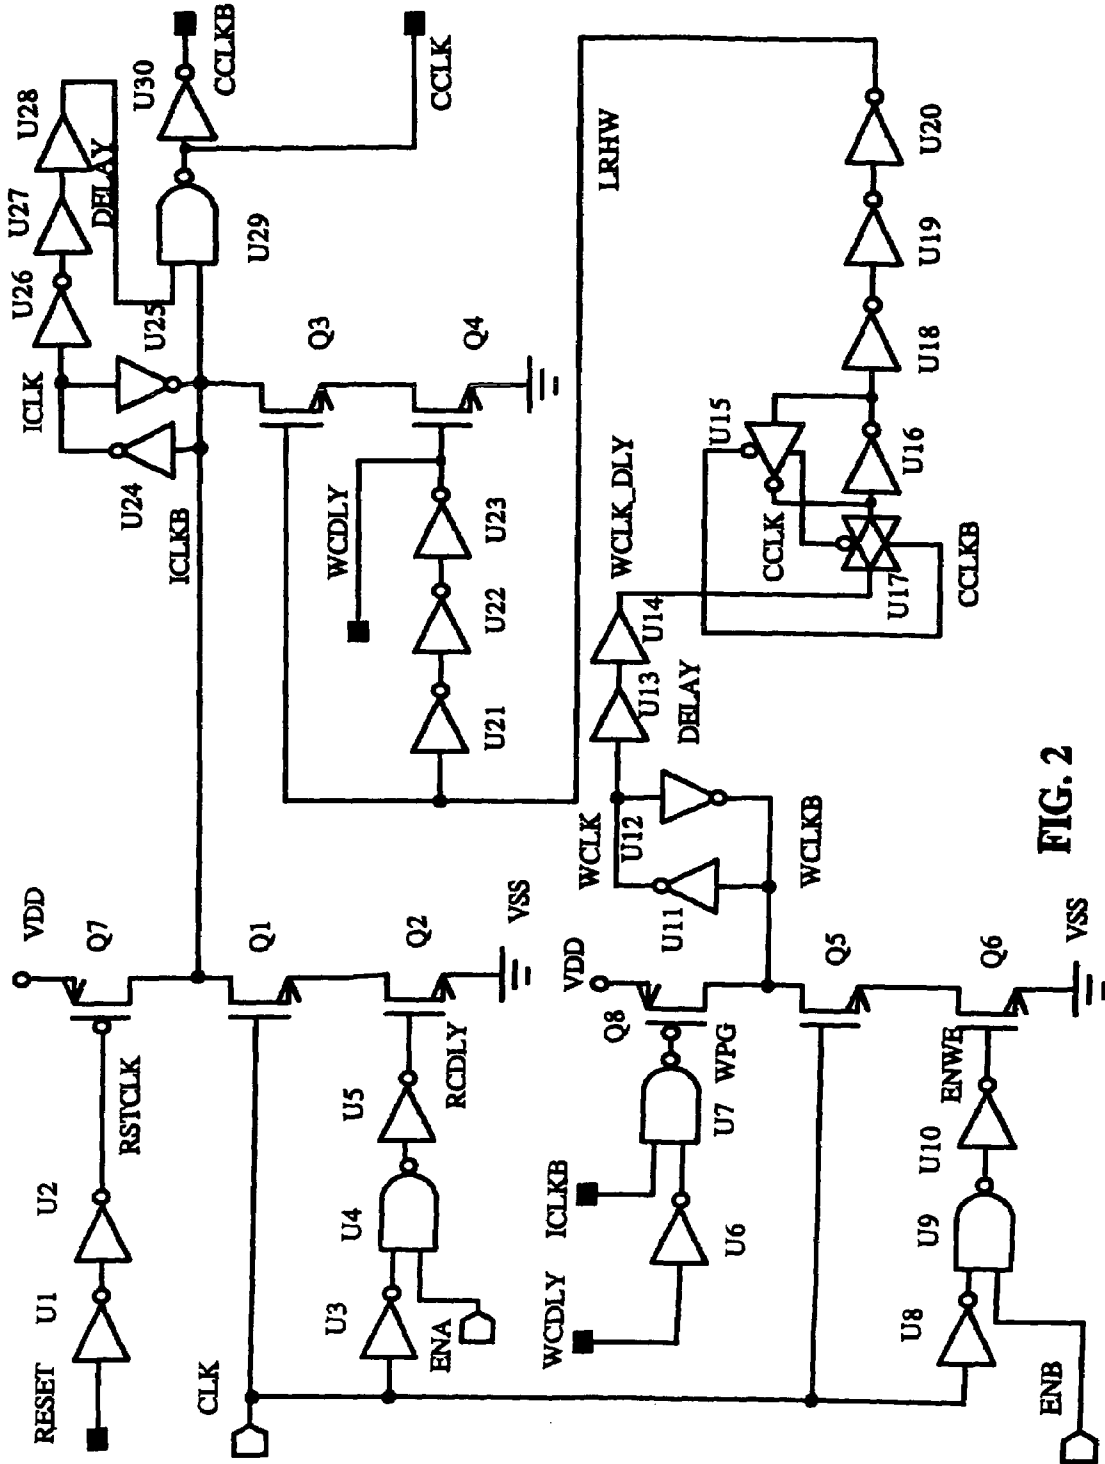 RESET
U1
U2
RSTCLK
VDD
Q7
CLK
U3
ENA
U4
U5
RCDLY
Q1
Q2
VSS
ICLKB
U24
ICLK
U25
U26
U27
U28
DELAY
U29
U30
CCLKB
CCLK
Q3
Q4
WCDLY
U21
U22
U23
LRHW
WCDLY
ICLKB
U6
U7
WPG
Q8
VDD
U11
WCLK
U12
WCLKB
U13
DELAY
U14
WCLK_DLY
U15
CCLK
U16
U17
CCLKB
U18
U19
U20
Q5
Q6
VSS
ENB
U8
U9
U10
ENWE
FIG. 2